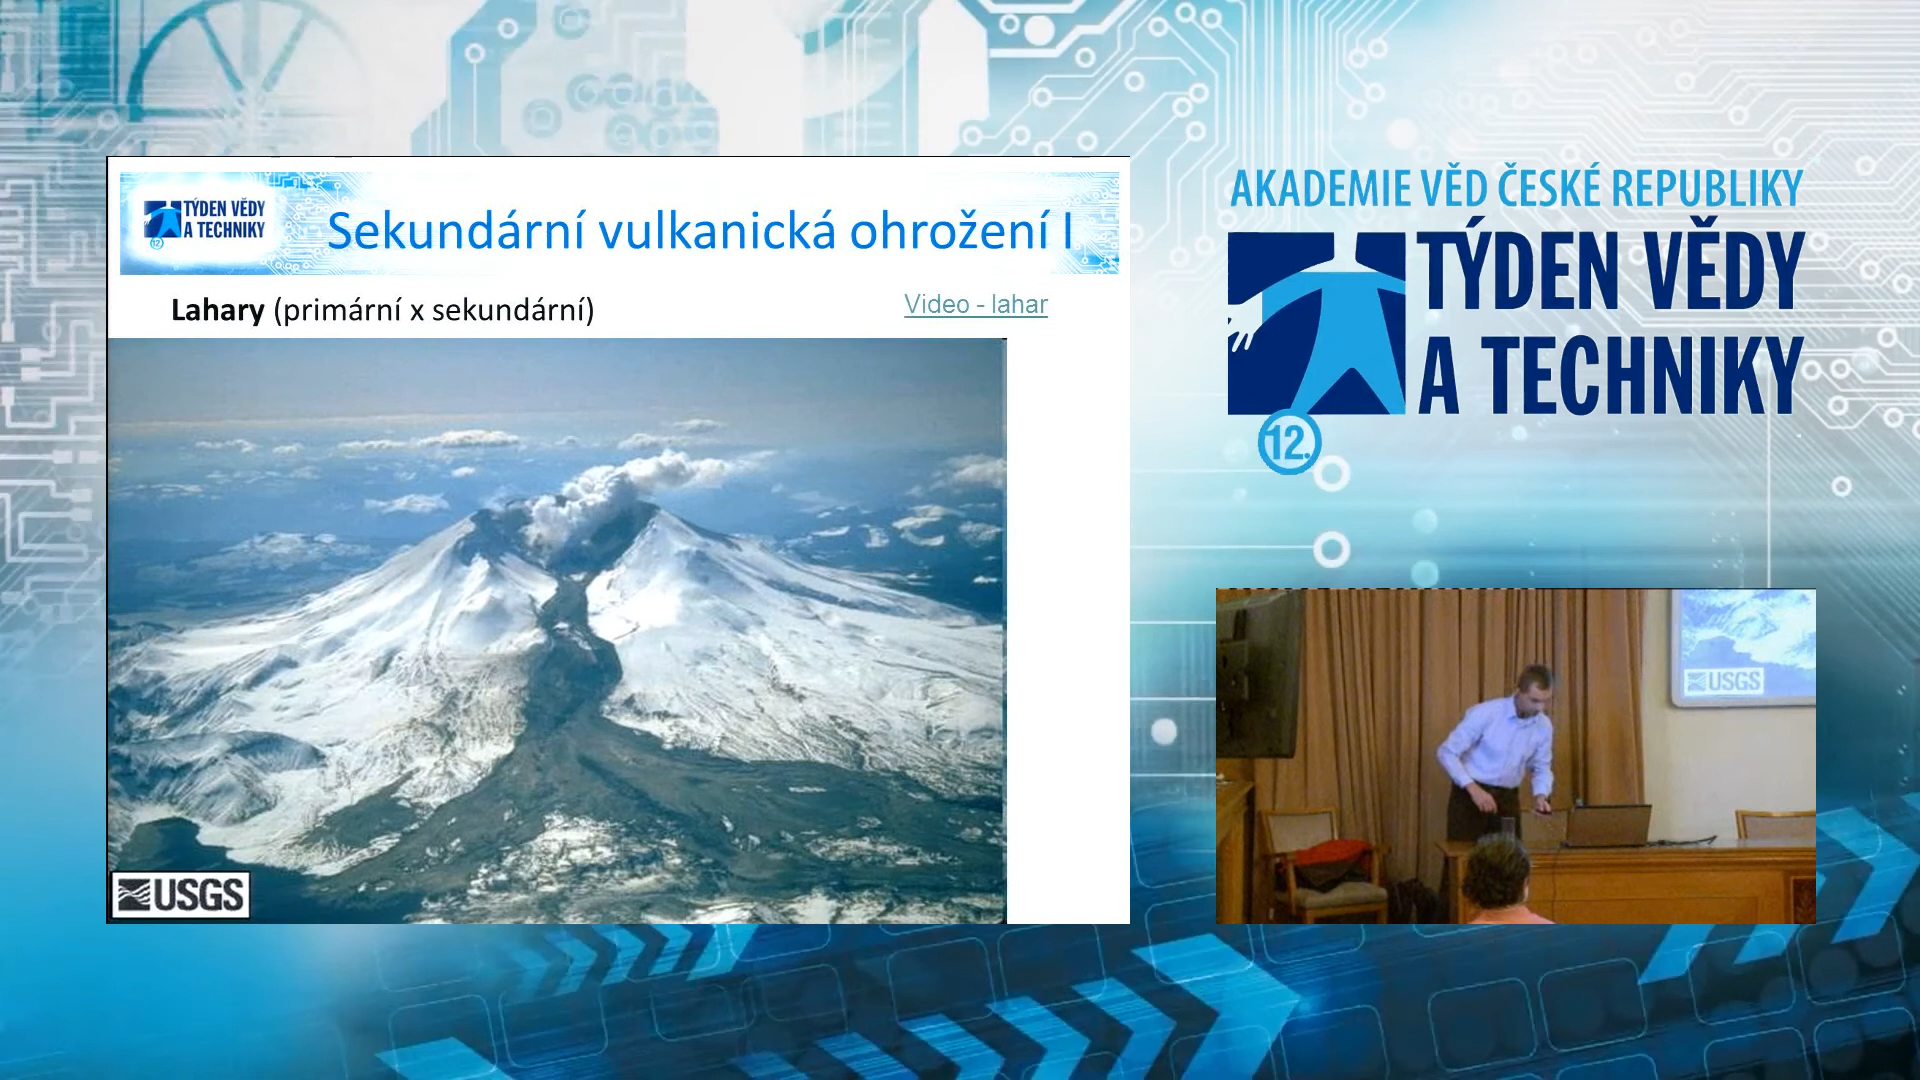 TÝDEN VĚDY
A TECHNIKY
12.
Sekundární vulkanická ohrožení I
Lahary (primární x sekundární)
Video - lahar
USGS
AKADEMIE VĚD ČESKÉ REPUBLIKY
TÝDEN VĚDY
A TECHNIKY
12.
USGS